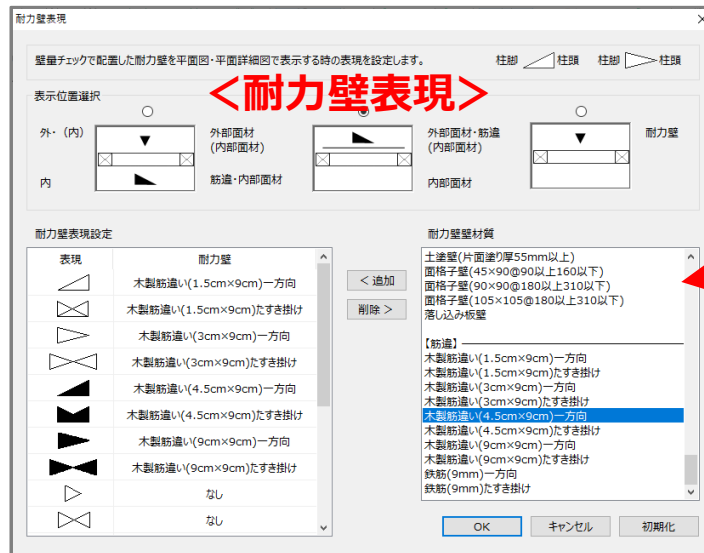 耐力壁表現
壁量チェックで配置した耐力壁を平面図・平面詳細図で表示する時の表現を設定します。
柱脚 柱頭 柱脚 柱頭
<耐力壁表現>
表示位置選択
外・（内）
内
外部面材
(内部面材)
筋違・内部面材
外部面材・筋違
(内部面材)
内部面材
耐力壁
耐力壁表現設定
表現 耐力壁
木製筋違い(1.5cm×9cm)一方向
木製筋違い(1.5cm×9cm)たすき掛け
木製筋違い(3cm×9cm)一方向
木製筋違い(3cm×9cm)たすき掛け
木製筋違い(4.5cm×9cm)一方向
木製筋違い(4.5cm×9cm)たすき掛け
木製筋違い(9cm×9cm)一方向
木製筋違い(9cm×9cm)たすき掛け
なし
なし
< 追加
削除 >
耐力壁壁材質
土塗壁(片面塗り厚55mm以上)
面格子壁(45×90@90以上160以下)
面格子壁(90×90@180以上310以下)
面格子壁(105×105@180以上310以下)
落し込み板壁
【筋違】
木製筋違い(1.5cm×9cm)一方向
木製筋違い(1.5cm×9cm)たすき掛け
木製筋違い(3cm×9cm)一方向
木製筋違い(3cm×9cm)たすき掛け
木製筋違い(4.5cm×9cm)一方向
木製筋違い(4.5cm×9cm)たすき掛け
木製筋違い(9cm×9cm)一方向
木製筋違い(9cm×9cm)たすき掛け
鉄筋(9mm)一方向
鉄筋(9mm)たすき掛け
OK キャンセル 初期化